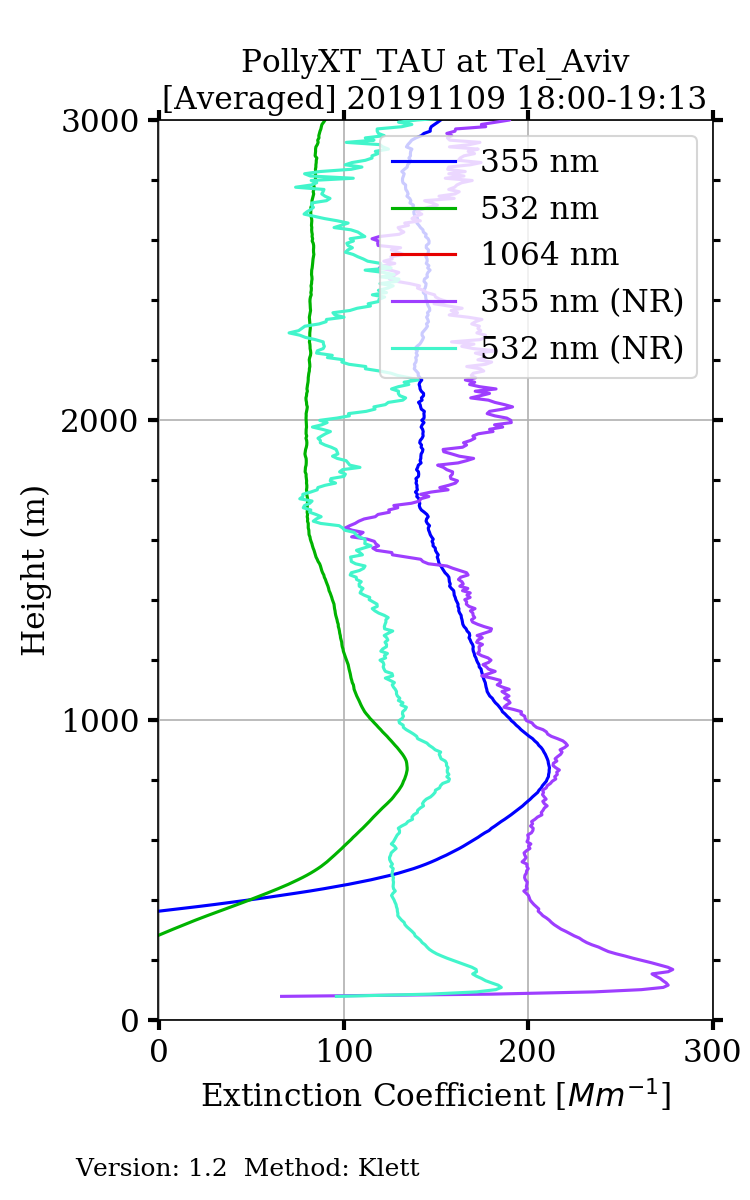 PollyXT_TAU at Tel_Aviv
[Averaged] 20191109 18:00-19:13
3000
2000
1000
0
Height (m)
355 nm
532 nm
1064 nm
355 nm (NR)
532 nm (NR)
0 100 200 300
Extinction Coefficient [Mm⁻¹]
Version: 1.2 Method: Klett